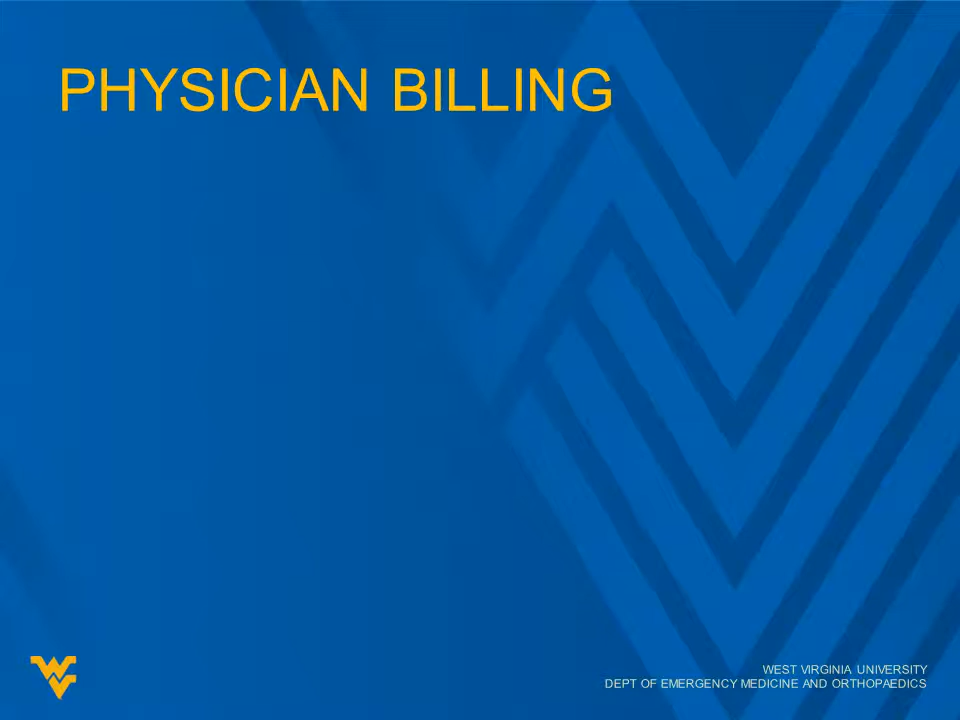 PHYSICIAN BILLING
WEST VIRGINIA UNIVERSITY
DEPT OF EMERGENCY MEDICINE AND ORTHOPAEDICS